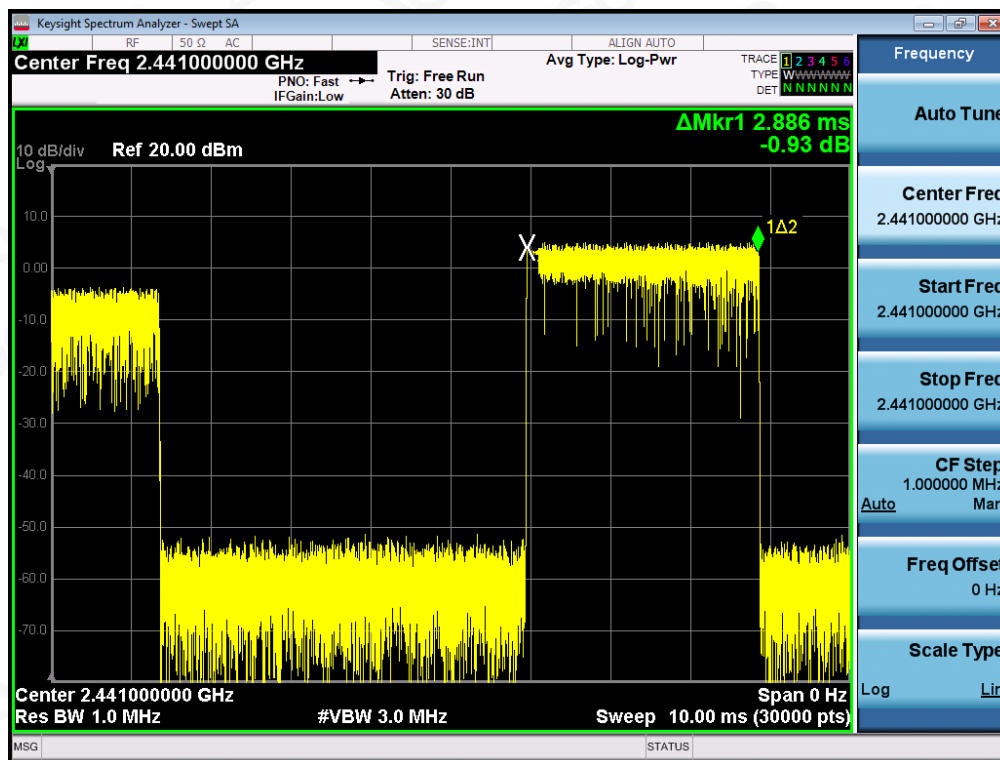 Keysight Spectrum Analyzer - Swept SA
LXI RF 50 Ω AC SENSE:INT ALIGN AUTO
Center Freq 2.441000000 GHz
PNO: Fast
IFGain:Low
Trig: Free Run
Atten: 30 dB
Avg Type: Log-Pwr
TRACE 1 2 3 4 5 6
TYPE WWWWWW
DET N N N N N N
ΔMkr1 2.886 ms
-0.93 dB
10 dB/div Ref 20.00 dBm
Log
10.0
0.00
-10.0
-20.0
-30.0
-40.0
-50.0
-60.0
-70.0
X
1Δ2
Center 2.441000000 GHz Span 0 Hz
Res BW 1.0 MHz #VBW 3.0 MHz Sweep 10.00 ms (30000 pts)
MSG STATUS
Frequency
Auto Tune
Center Freq
2.441000000 GHz
Start Freq
2.441000000 GHz
Stop Freq
2.441000000 GHz
CF Step
1.000000 MHz
Auto Man
Freq Offset
0 Hz
Scale Type
Log Lin